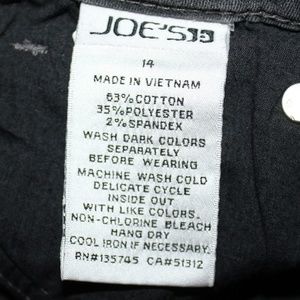 JOE'S
14
MADE IN VIETNAM
63%COTTON
35%POLYESTER
2%SPANDEX
WASH DARK COLORS
SEPARATELY
BEFORE WEARING
MACHINE WASH COLD
DELICATE CYCLE
INSIDE OUT
WITH LIKE COLORS.
NON-CHLORINE BLEACH
HANG DRY
COOL IRON IF NECESSARY.
RN#135745 CA#51312